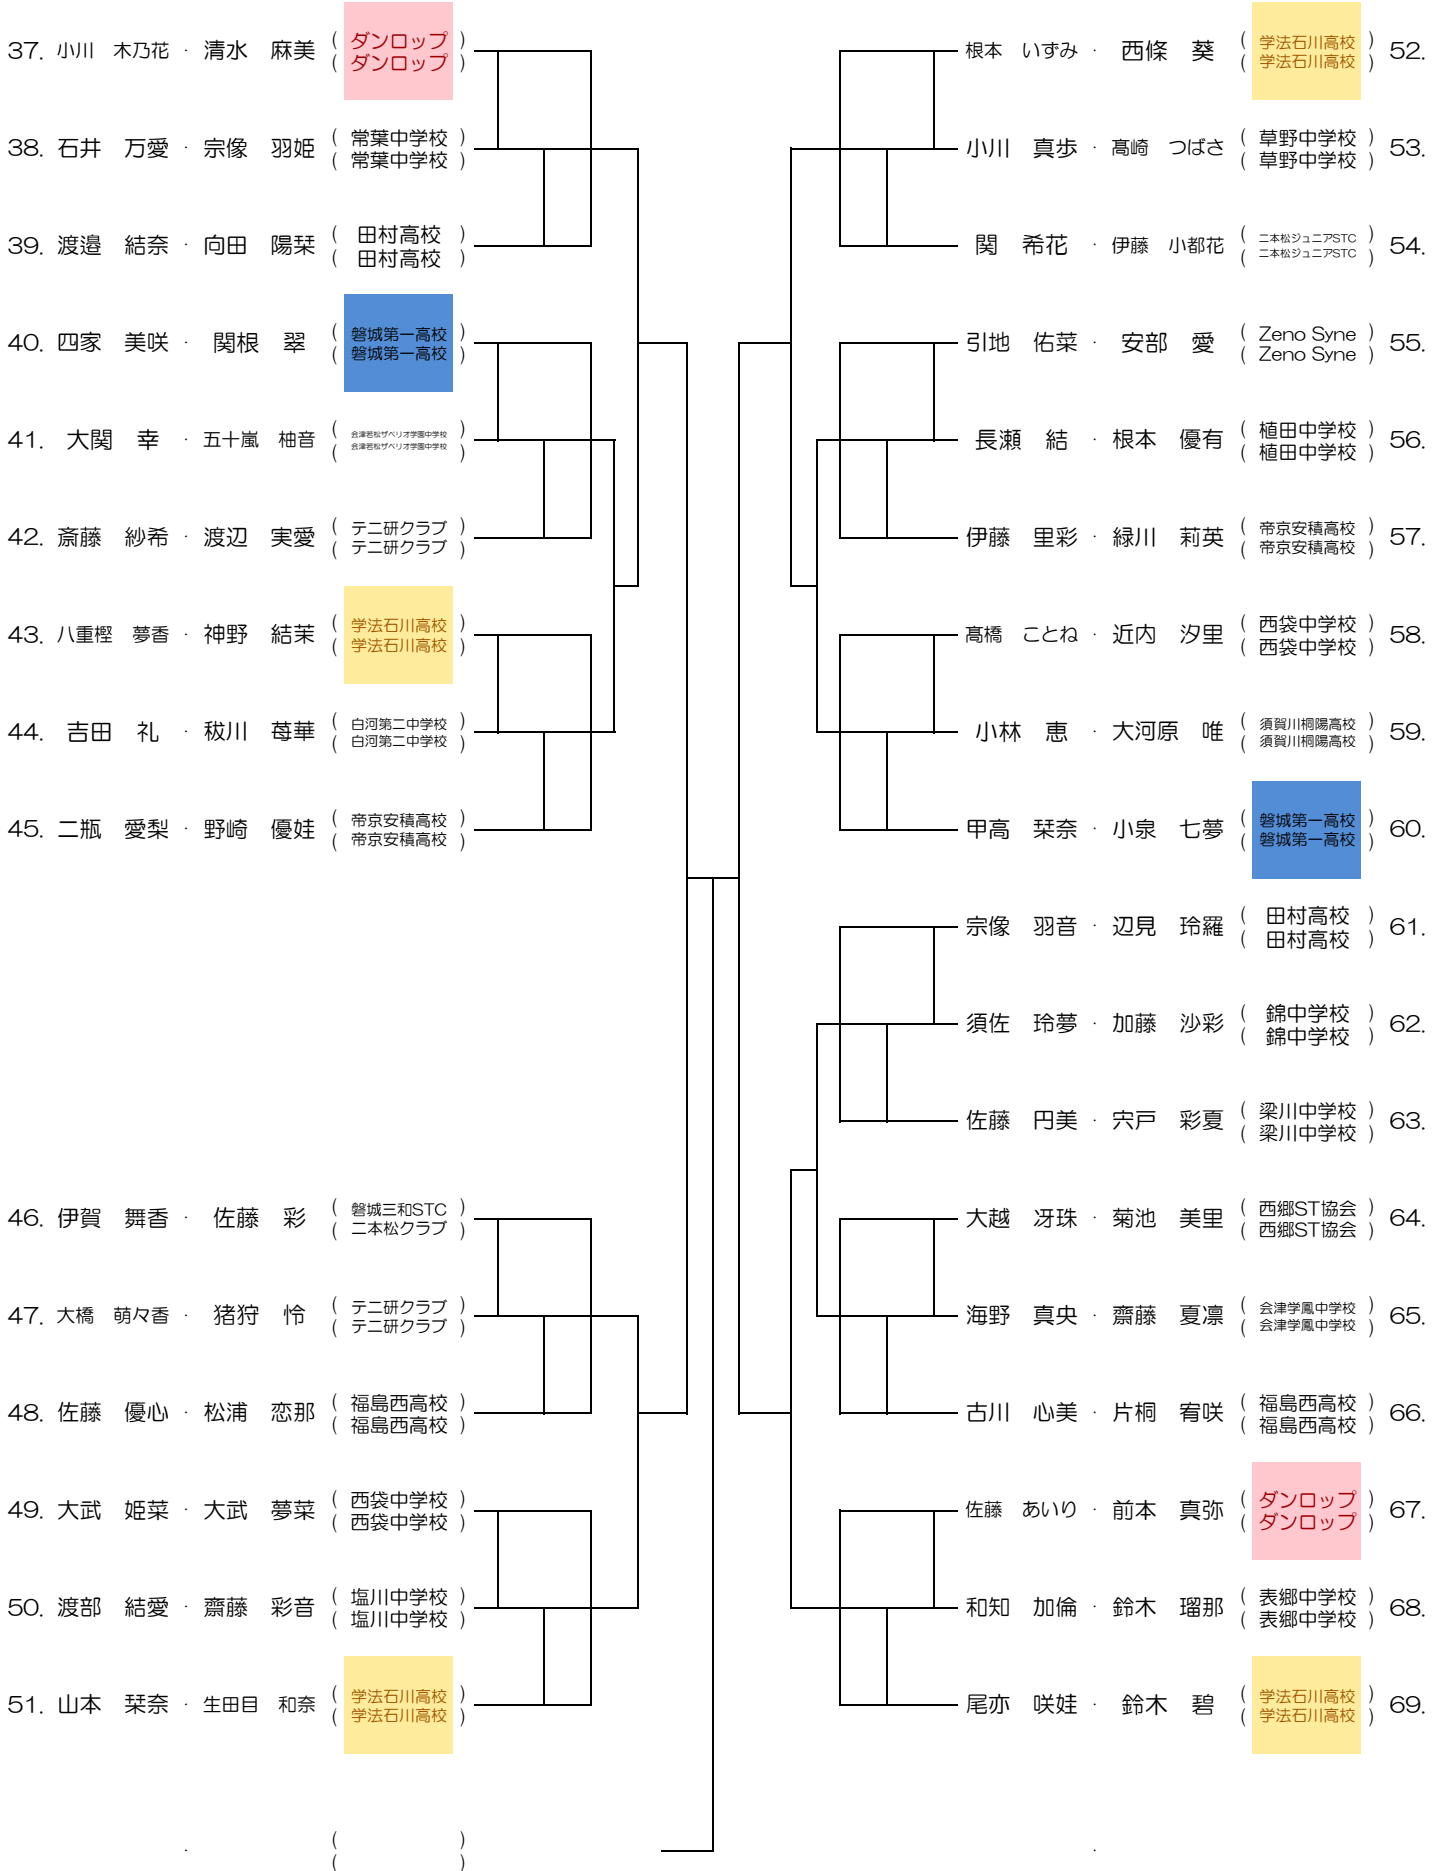 37. 小川　木乃花 · 清水　麻美 ( ダンロップ )
( ダンロップ )
38. 石井　万愛 · 宗像　羽姫 ( 常葉中学校 )
( 常葉中学校 )
39. 渡邉　結奈 · 向田　陽栞 ( 田村高校 )
( 田村高校 )
40. 四家　美咲 · 関根　翠 ( 磐城第一高校 )
( 磐城第一高校 )
41. 大関　幸 · 五十嵐　柚音 ( 会津若松ザベリオ学園中学校 )
( 会津若松ザベリオ学園中学校 )
42. 斎藤　紗希 · 渡辺　実愛 ( テニ研クラブ )
( テニ研クラブ )
43. 八重樫　夢香 · 神野　結茉 ( 学法石川高校 )
( 学法石川高校 )
44. 吉田　礼 · 秡川　苺華 ( 白河第二中学校 )
( 白河第二中学校 )
45. 二瓶　愛梨 · 野崎　優娃 ( 帝京安積高校 )
( 帝京安積高校 )
46. 伊賀　舞香 · 佐藤　彩 ( 磐城三和STC )
( 二本松クラブ )
47. 大橋　萌々香 · 猪狩　怜 ( テニ研クラブ )
( テニ研クラブ )
48. 佐藤　優心 · 松浦　恋那 ( 福島西高校 )
( 福島西高校 )
49. 大武　姫菜 · 大武　夢菜 ( 西袋中学校 )
( 西袋中学校 )
50. 渡部　結愛 · 齋藤　彩音 ( 塩川中学校 )
( 塩川中学校 )
51. 山本　栞奈 · 生田目　和奈 ( 学法石川高校 )
( 学法石川高校 )
· ( )
( )
根本　いずみ · 西條　葵 ( 学法石川高校 ) 52.
( 学法石川高校 )
小川　真歩 · 髙崎　つばさ ( 草野中学校 ) 53.
( 草野中学校 )
関　希花 · 伊藤　小都花 ( 二本松ジュニアSTC ) 54.
( 二本松ジュニアSTC )
引地　佑菜 · 安部　愛 ( Zeno Syne ) 55.
( Zeno Syne )
長瀬　結 · 根本　優有 ( 植田中学校 ) 56.
( 植田中学校 )
伊藤　里彩 · 緑川　莉英 ( 帝京安積高校 ) 57.
( 帝京安積高校 )
髙橋　ことね · 近内　汐里 ( 西袋中学校 ) 58.
( 西袋中学校 )
小林　恵 · 大河原　唯 ( 須賀川桐陽高校 ) 59.
( 須賀川桐陽高校 )
甲高　栞奈 · 小泉　七夢 ( 磐城第一高校 ) 60.
( 磐城第一高校 )
宗像　羽音 · 辺見　玲羅 ( 田村高校 ) 61.
( 田村高校 )
須佐　玲夢 · 加藤　沙彩 ( 錦中学校 ) 62.
( 錦中学校 )
佐藤　円美 · 宍戸　彩夏 ( 梁川中学校 ) 63.
( 梁川中学校 )
大越　冴珠 · 菊池　美里 ( 西郷ST協会 ) 64.
( 西郷ST協会 )
海野　真央 · 齋藤　夏凛 ( 会津学鳳中学校 ) 65.
( 会津学鳳中学校 )
古川　心美 · 片桐　宥咲 ( 福島西高校 ) 66.
( 福島西高校 )
佐藤　あいり · 前本　真弥 ( ダンロップ ) 67.
( ダンロップ )
和知　加倫 · 鈴木　瑠那 ( 表郷中学校 ) 68.
( 表郷中学校 )
尾亦　咲娃 · 鈴木　碧 ( 学法石川高校 ) 69.
( 学法石川高校 )
·